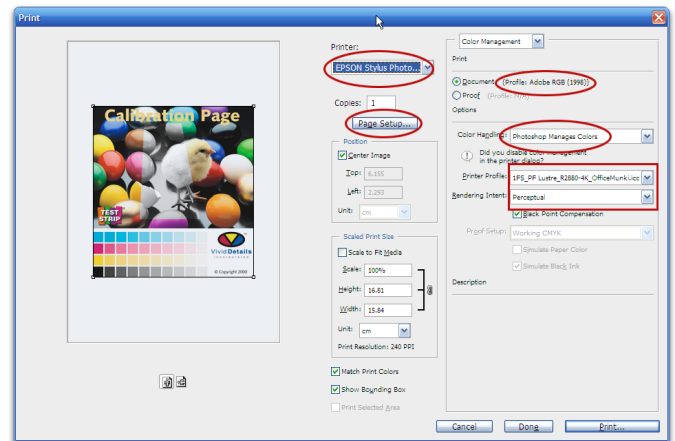 Print
Calibration Page
TEST
STRIP
Vivid Details
© Copyright 2000
Printer:
EPSON Stylus Photo...
Copies: 1
Page Setup...
Position
Center Image
Top: 6.155
Left: 2.293
Unit: cm
Scaled Print Size
Scale to Fit Media
Scale: 100%
Height: 16.81
Width: 15.84
Unit: cm
Print Resolution: 240 PPI
Match Print Colors
Show Bounding Box
Print Selected Area
Color Management
Print
Document (Profile: Adobe RGB (1998))
Proof (Profile: N/A)
Options
Color Handling: Photoshop Manages Colors
Did you disable color management
in the printer dialog?
Printer Profile: 1FS_PF Lustre_R2880-4K_OfficeMunki.icc
Rendering Intent: Perceptual
Black Point Compensation
Proof Setup: Working CMYK
Simulate Paper Color
Simulate Black Ink
Description
Cancel
Done
Print...